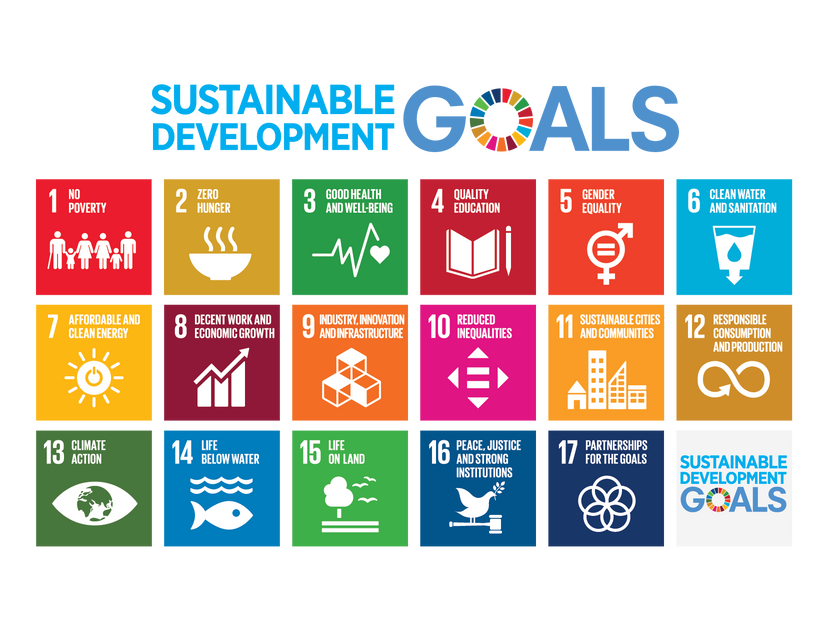 SUSTAINABLE
DEVELOPMENT
GOALS
1 NO
POVERTY
2 ZERO
HUNGER
3 GOOD HEALTH
AND WELL-BEING
4 QUALITY
EDUCATION
5 GENDER
EQUALITY
6 CLEAN WATER
AND SANITATION
7 AFFORDABLE AND
CLEAN ENERGY
8 DECENT WORK AND
ECONOMIC GROWTH
9 INDUSTRY, INNOVATION
AND INFRASTRUCTURE
10 REDUCED
INEQUALITIES
11 SUSTAINABLE CITIES
AND COMMUNITIES
12 RESPONSIBLE
CONSUMPTION
AND PRODUCTION
13 CLIMATE
ACTION
14 LIFE
BELOW WATER
15 LIFE
ON LAND
16 PEACE, JUSTICE
AND STRONG
INSTITUTIONS
17 PARTNERSHIPS
FOR THE GOALS
SUSTAINABLE
DEVELOPMENT
GOALS